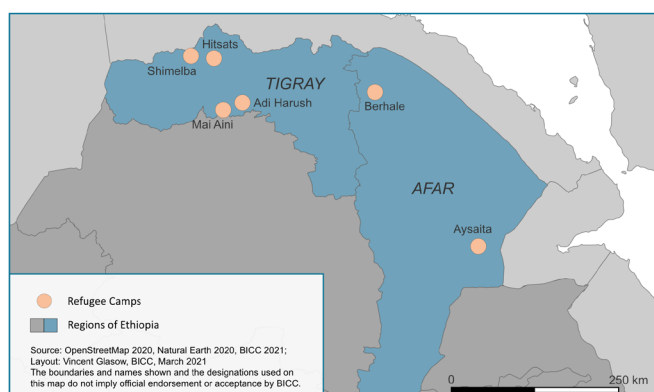 Hitsats
Shimelba
TIGRAY
Adi Harush
Mai Aini
Berhale
AFAR
Aysaita
Refugee Camps
Regions of Ethiopia
Source: OpenStreetMap 2020, Natural Earth 2020, BICC 2021;
Layout: Vincent Glasow, BICC, March 2021
The boundaries and names shown and the designations used on
this map do not imply official endorsement or acceptance by BICC.
0 250 km